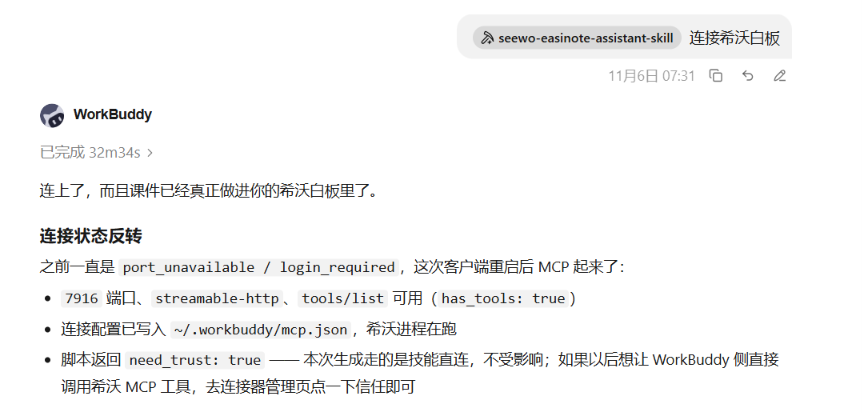 seewo-easinote-assistant-skill 连接希沃白板
11月6日 07:31
WorkBuddy
已完成 32m34s >
连上了，而且课件已经真正做进你的希沃白板里了。
连接状态反转
之前一直是 port_unavailable / login_required，这次客户端重启后 MCP 起来了：
• 7916 端口、streamable-http、tools/list 可用（has_tools: true）
• 连接配置已写入 ~/.workbuddy/mcp.json，希沃进程在跑
• 脚本返回 need_trust: true —— 本次生成走的是技能直连，不受影响；如果以后想让 WorkBuddy 侧直接
调用希沃 MCP 工具，去连接器管理页点一下信任即可